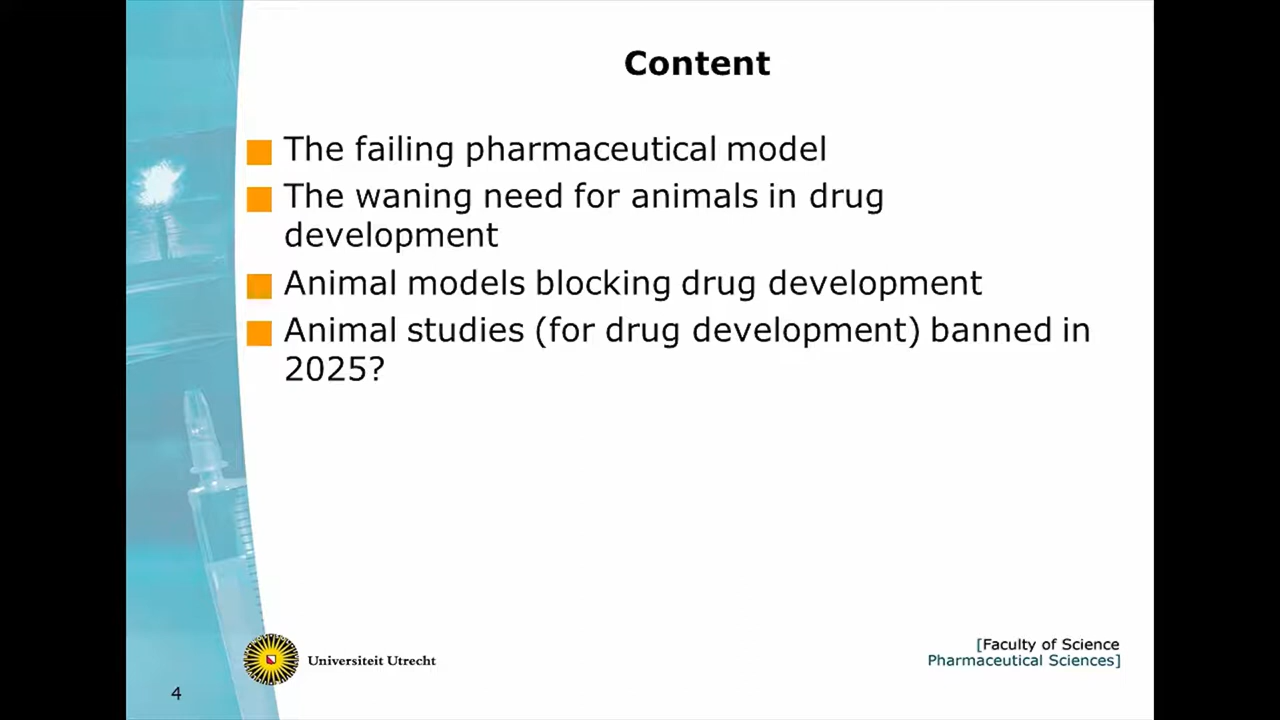 Content
The failing pharmaceutical model
The waning need for animals in drug
development
Animal models blocking drug development
Animal studies (for drug development) banned in
2025?
Universiteit Utrecht
[Faculty of Science
Pharmaceutical Sciences]
4